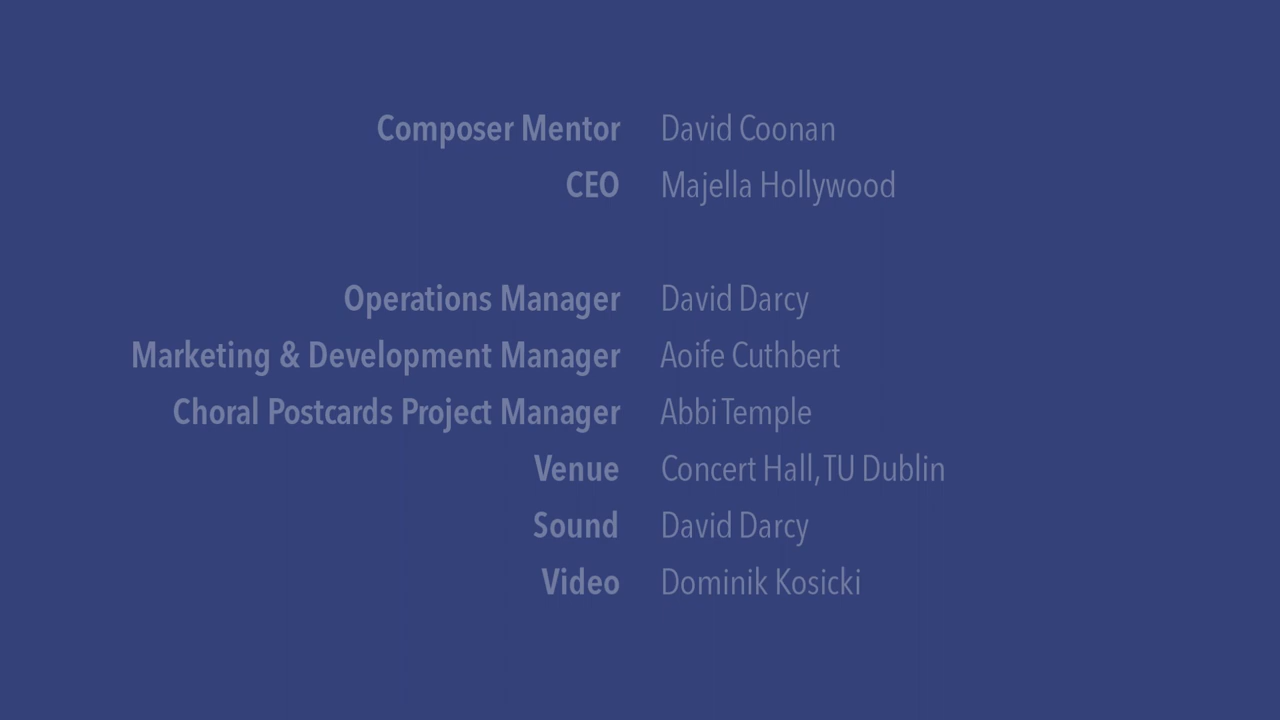 Composer Mentor David Coonan
CEO Majella Hollywood
Operations Manager David Darcy
Marketing & Development Manager Aoife Cuthbert
Choral Postcards Project Manager Abbi Temple
Venue Concert Hall, TU Dublin
Sound David Darcy
Video Dominik Kosicki